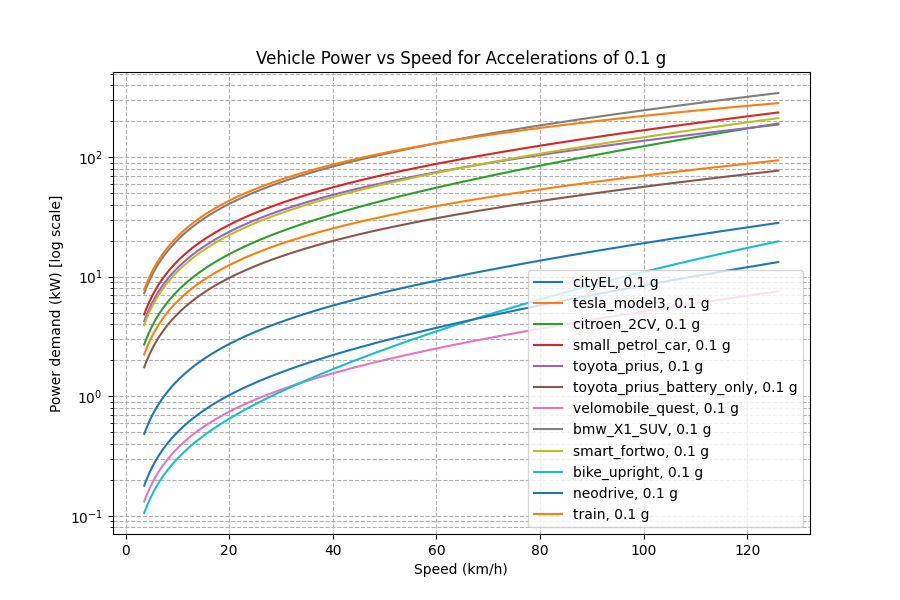 Vehicle Power vs Speed for Accelerations of 0.1 g
Power demand (kW) [log scale]
10²
10¹
10⁰
10⁻¹
cityEL, 0.1 g
tesla_model3, 0.1 g
citroen_2CV, 0.1 g
small_petrol_car, 0.1 g
toyota_prius, 0.1 g
toyota_prius_battery_only, 0.1 g
velomobile_quest, 0.1 g
bmw_X1_SUV, 0.1 g
smart_fortwo, 0.1 g
bike_upright, 0.1 g
neodrive, 0.1 g
train, 0.1 g
0 20 40 60 80 100 120
Speed (km/h)